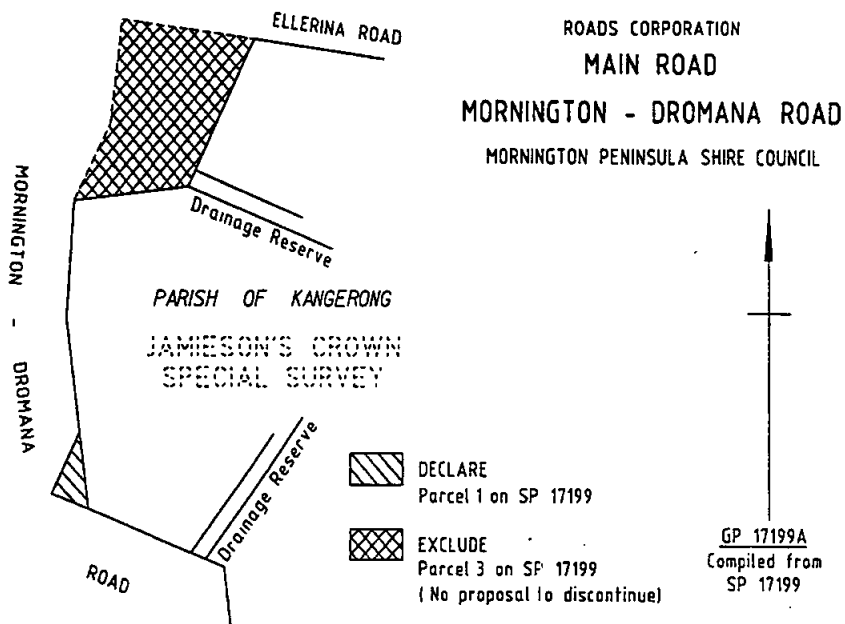 ELLERINA ROAD
ROADS CORPORATION
MAIN ROAD
MORNINGTON - DROMANA ROAD
MORNINGTON PENINSULA SHIRE COUNCIL
MORNINGTON - DROMANA
Drainage Reserve
PARISH OF KANGERONG
JAMIESON'S CROWN
SPECIAL SURVEY
Drainage Reserve
ROAD
DECLARE
Parcel 1 on SP 17199
EXCLUDE
Parcel 3 on SP 17199
(No proposal to discontinue)
GP 17199A
Compiled from
SP 17199